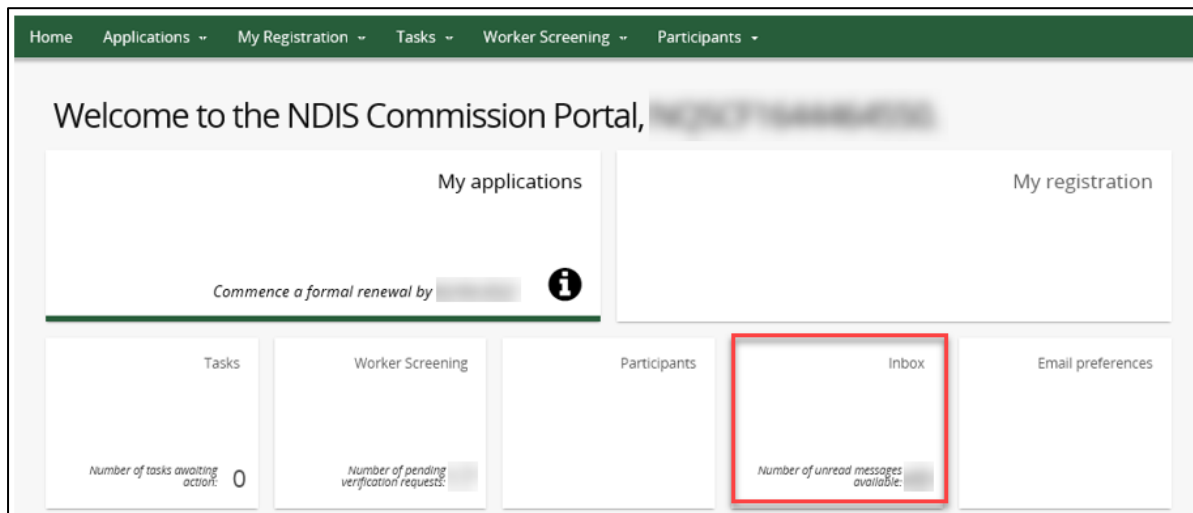 Home Applications My Registration Tasks Worker Screening Participants
Welcome to the NDIS Commission Portal,
My applications
Commence a formal renewal by
My registration
Tasks
Number of tasks awaiting
action: 0
Worker Screening
Number of pending
verification requests:
Participants
Inbox
Number of unread messages
available:
Email preferences